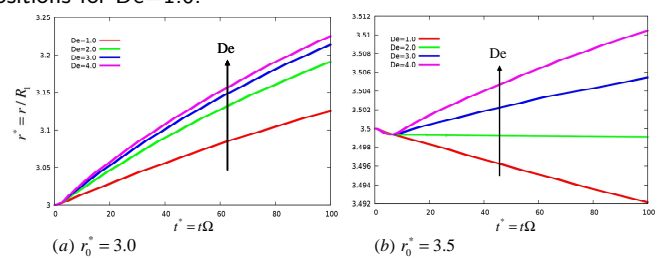 ositions for De=1.0.
3.25
3.2
3.15
3.1
3.05
3
r* = r / R₁
De=1.0
De=2.0
De=3.0
De=4.0
De
0 20 40 60 80 100
t* = tΩ
(a) r₀* = 3.0
3.512
3.51
3.508
3.506
3.504
3.502
3.5
3.498
3.496
3.494
3.492
De=1.0
De=2.0
De=3.0
De=4.0
De
0 20 40 60 80 100
t* = tΩ
(b) r₀* = 3.5